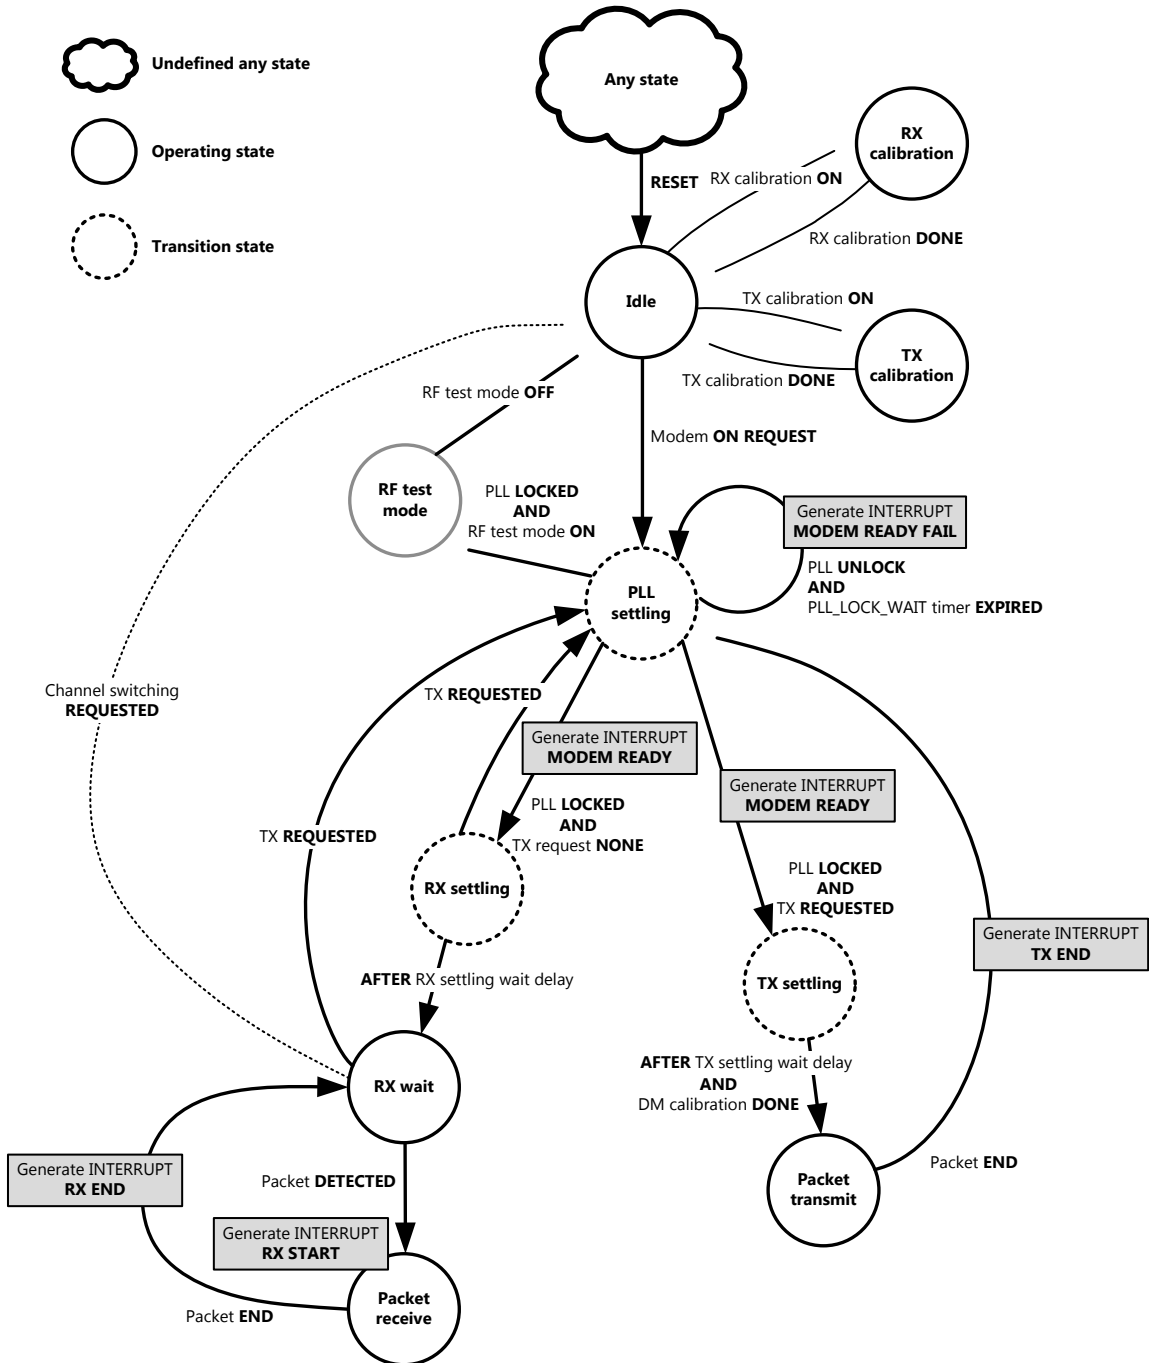 Undefined any state
Operating state
Transition state
Any state
RESET
RX calibration ON
RX
calibration
RX calibration DONE
Idle
TX calibration ON
TX
calibration
TX calibration DONE
RF test mode OFF
Modem ON REQUEST
RF test
mode
PLL LOCKED
AND
RF test mode ON
Generate INTERRUPT
MODEM READY FAIL
PLL UNLOCK
AND
PLL_LOCK_WAIT timer EXPIRED
PLL
settling
Channel switching
REQUESTED
TX REQUESTED
Generate INTERRUPT
MODEM READY
Generate INTERRUPT
MODEM READY
PLL LOCKED
AND
TX request NONE
TX REQUESTED
RX settling
PLL LOCKED
AND
TX REQUESTED
Generate INTERRUPT
TX END
AFTER RX settling wait delay
TX settling
RX wait
AFTER TX settling wait delay
AND
DM calibration DONE
Generate INTERRUPT
RX END
Packet DETECTED
Packet
transmit
Packet END
Generate INTERRUPT
RX START
Packet
receive
Packet END